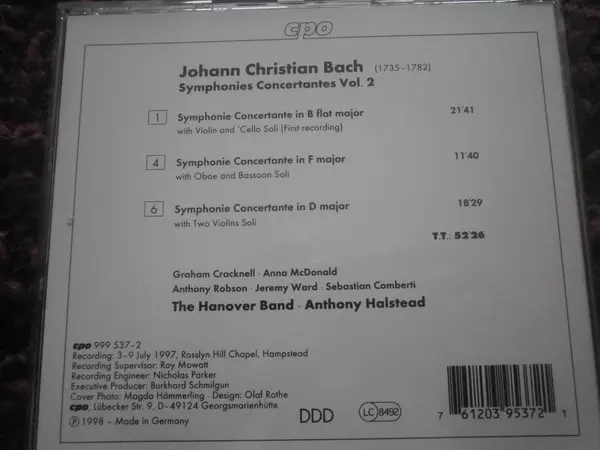 cpo
Johann Christian Bach (1735–1782)
Symphonies Concertantes Vol. 2
1 Symphonie Concertante in B flat major 21'41
with Violin and 'Cello Soli (First recording)
4 Symphonie Concertante in F major 11'40
with Oboe and Bassoon Soli
6 Symphonie Concertante in D major 18'29
with Two Violins Soli
T.T.: 52'26
Graham Cracknell · Anna McDonald
Anthony Robson · Jeremy Ward · Sebastian Comberti
The Hanover Band · Anthony Halstead
cpo 999 537-2
Recording: 3–9 July 1997, Rosslyn Hill Chapel, Hampstead
Recording Supervisor: Roy Mowatt
Recording Engineer: Nicholas Parker
Executive Producer: Burkhard Schmilgun
Cover Photo: Magda Hämmerling · Design: Olaf Rothe
cpo, Lübecker Str. 9, D–49124 Georgsmarienhütte
Ⓟ 1998 – Made in Germany
DDD
LC 8492
7 61203 95372 1